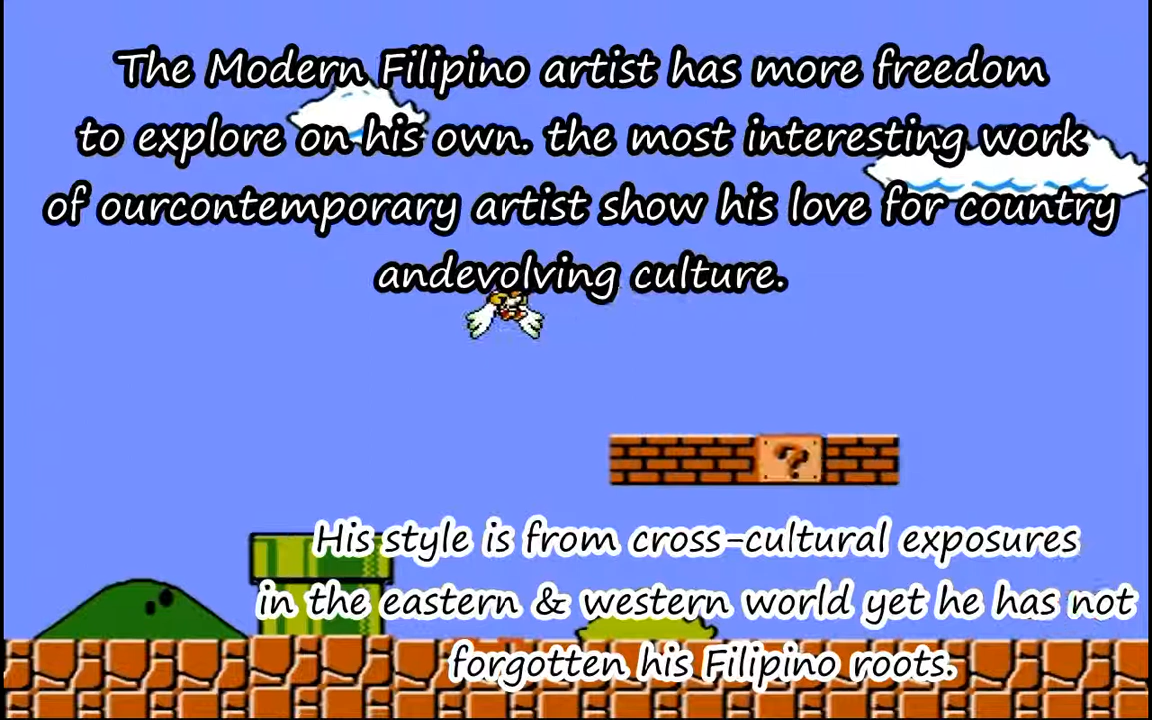 The Modern Filipino artist has more freedom
to explore on his own. the most interesting work
of ourcontemporary artist show his love for country
andevolving culture.
?
His style is from cross-cultural exposures
in the eastern & western world yet he has not
forgotten his Filipino roots.